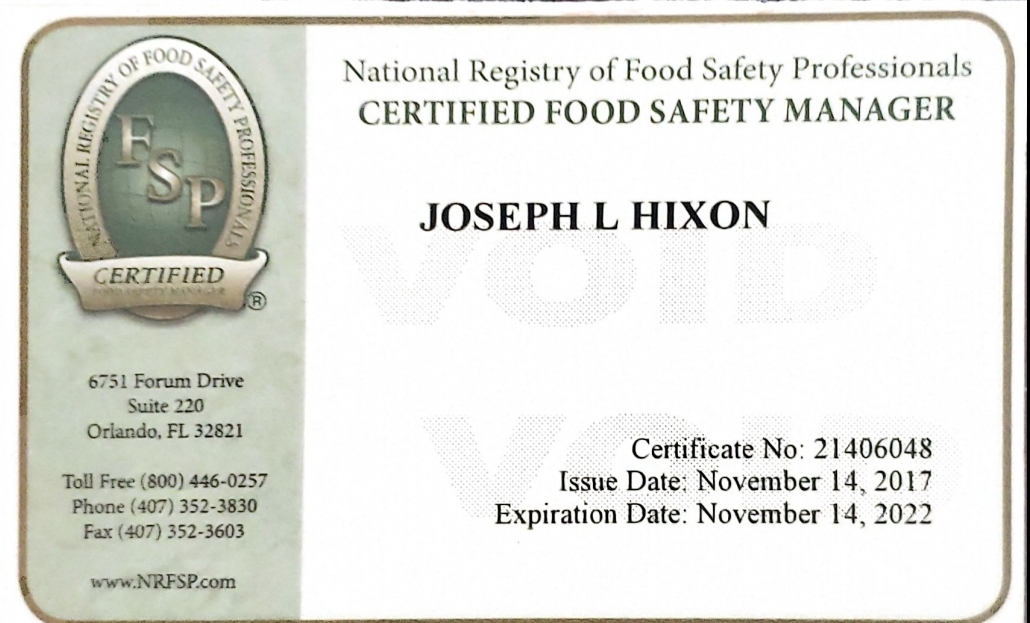 NATIONAL REGISTRY OF FOOD SAFETY PROFESSIONALS
FSP
CERTIFIED
FOOD SAFETY MANAGER
®
6751 Forum Drive
Suite 220
Orlando, FL 32821
Toll Free (800) 446-0257
Phone (407) 352-3830
Fax (407) 352-3603
www.NRFSP.com
National Registry of Food Safety Professionals
CERTIFIED FOOD SAFETY MANAGER
JOSEPH L HIXON
VOID
VOID
Certificate No: 21406048
Issue Date: November 14, 2017
Expiration Date: November 14, 2022